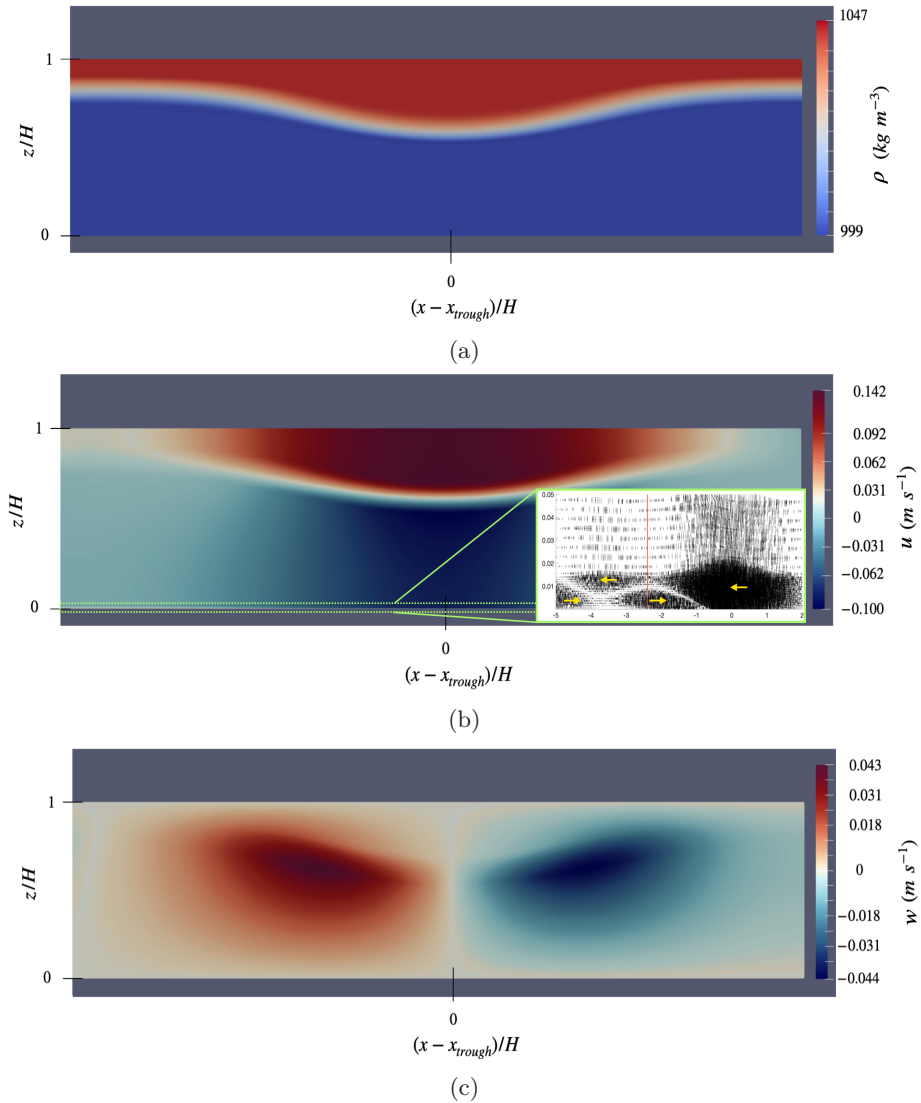 1047
1
z/H
ρ (kg m⁻³)
0
999
0
(x − x_trough)/H
(a)
0.142
1
0.092
0.062
0.031
z/H
0
u (m s⁻¹)
−0.031
−0.062
0
−0.100
0.05
0.04
0.03
0.02
0.01
-5 -4 -3 -2 -1 0 1 2
0
(x − x_trough)/H
(b)
0.043
1
0.031
0.018
z/H
0
w (m s⁻¹)
−0.018
−0.031
0
−0.044
0
(x − x_trough)/H
(c)